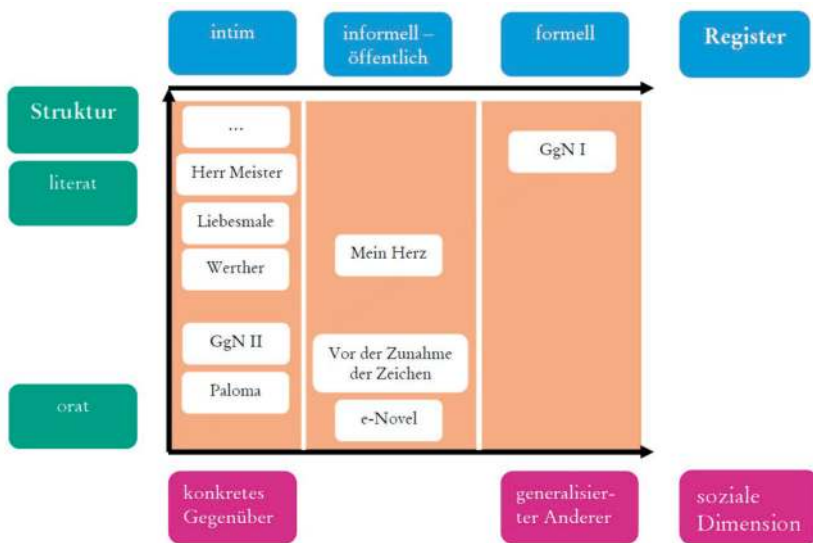 intim
informell –
öffentlich
formell
Register
Struktur
...
GgN I
literat
Herr Meister
Liebesmale
Mein Herz
Werther
GgN II
Vor der Zunahme
der Zeichen
Paloma
orat
e-Novel
konkretes
Gegenüber
generalisier-
ter Anderer
soziale
Dimension